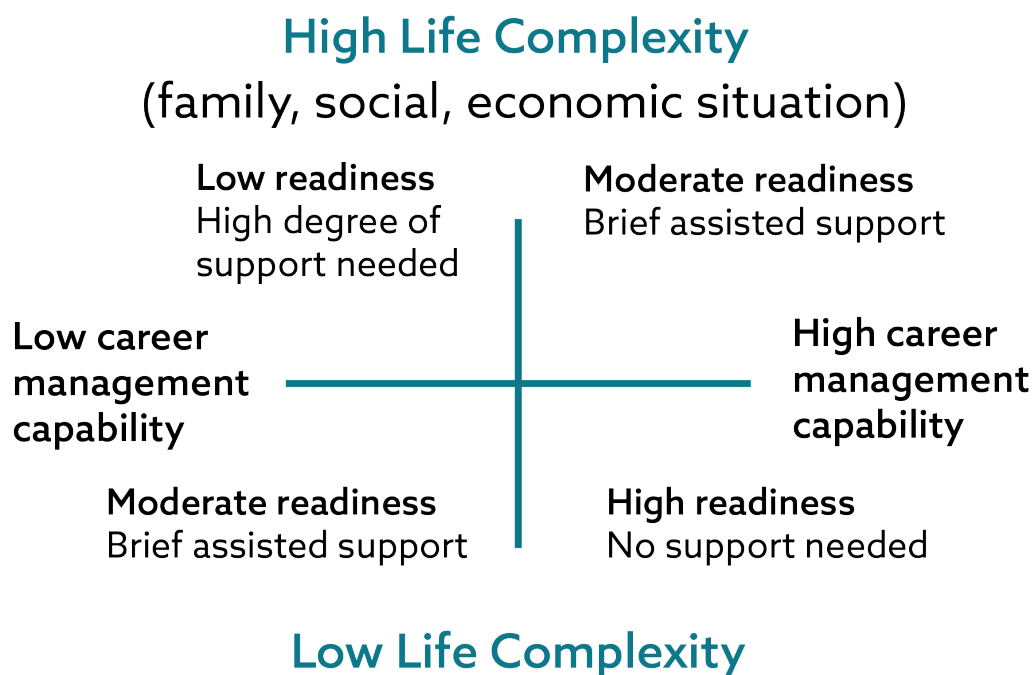 High Life Complexity
(family, social, economic situation)
Low readiness
High degree of
support needed
Moderate readiness
Brief assisted support
Low career
management
capability
High career
management
capability
Moderate readiness
Brief assisted support
High readiness
No support needed
Low Life Complexity